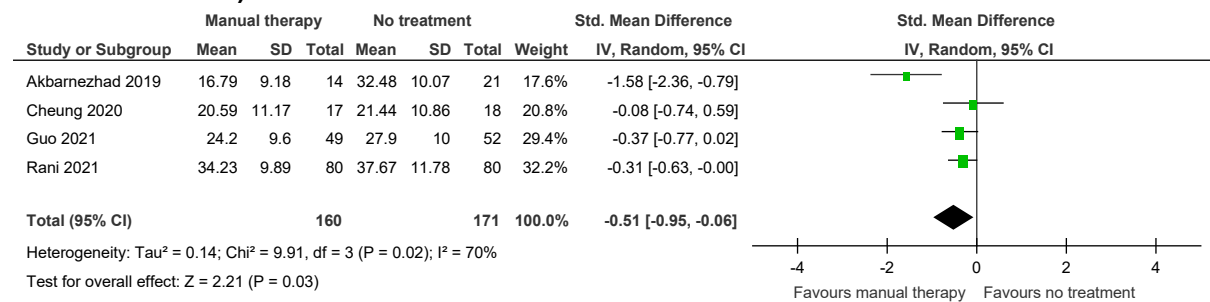 Manual therapy No treatment Std. Mean Difference Std. Mean Difference
Study or Subgroup Mean SD Total Mean SD Total Weight IV, Random, 95% CI IV, Random, 95% CI
Akbarnezhad 2019 16.79 9.18 14 32.48 10.07 21 17.6% -1.58 [-2.36, -0.79]
Cheung 2020 20.59 11.17 17 21.44 10.86 18 20.8% -0.08 [-0.74, 0.59]
Guo 2021 24.2 9.6 49 27.9 10 52 29.4% -0.37 [-0.77, 0.02]
Rani 2021 34.23 9.89 80 37.67 11.78 80 32.2% -0.31 [-0.63, -0.00]
Total (95% CI) 160 171 100.0% -0.51 [-0.95, -0.06]
Heterogeneity: Tau² = 0.14; Chi² = 9.91, df = 3 (P = 0.02); I² = 70%
Test for overall effect: Z = 2.21 (P = 0.03)
-4 -2 0 2 4
Favours manual therapy Favours no treatment